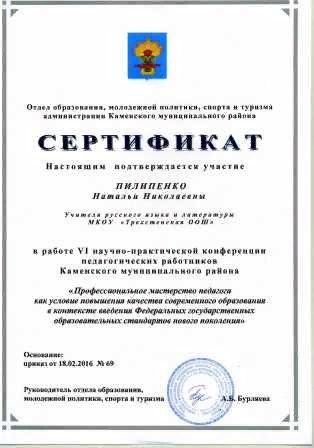 Отдел образования, молодежной политики, спорта и туризма
администрации Каменского муниципального района
СЕРТИФИКАТ
Настоящим подтверждается участие
ПИЛИПЕНКО
Натальи Николаевны
Учителя русского языка и литературы
МКОУ «Трехстенская ООШ»
в работе VI научно-практической конференции
педагогических работников
Каменского муниципального района
«Профессиональное мастерство педагога
как условие повышения качества современного образования
в контексте введения Федеральных государственных
образовательных стандартов нового поколения»
Основание:
приказ от 18.02.2016 № 69
Руководитель отдела образования,
молодежной политики, спорта и туризма А.Б. Бурляева